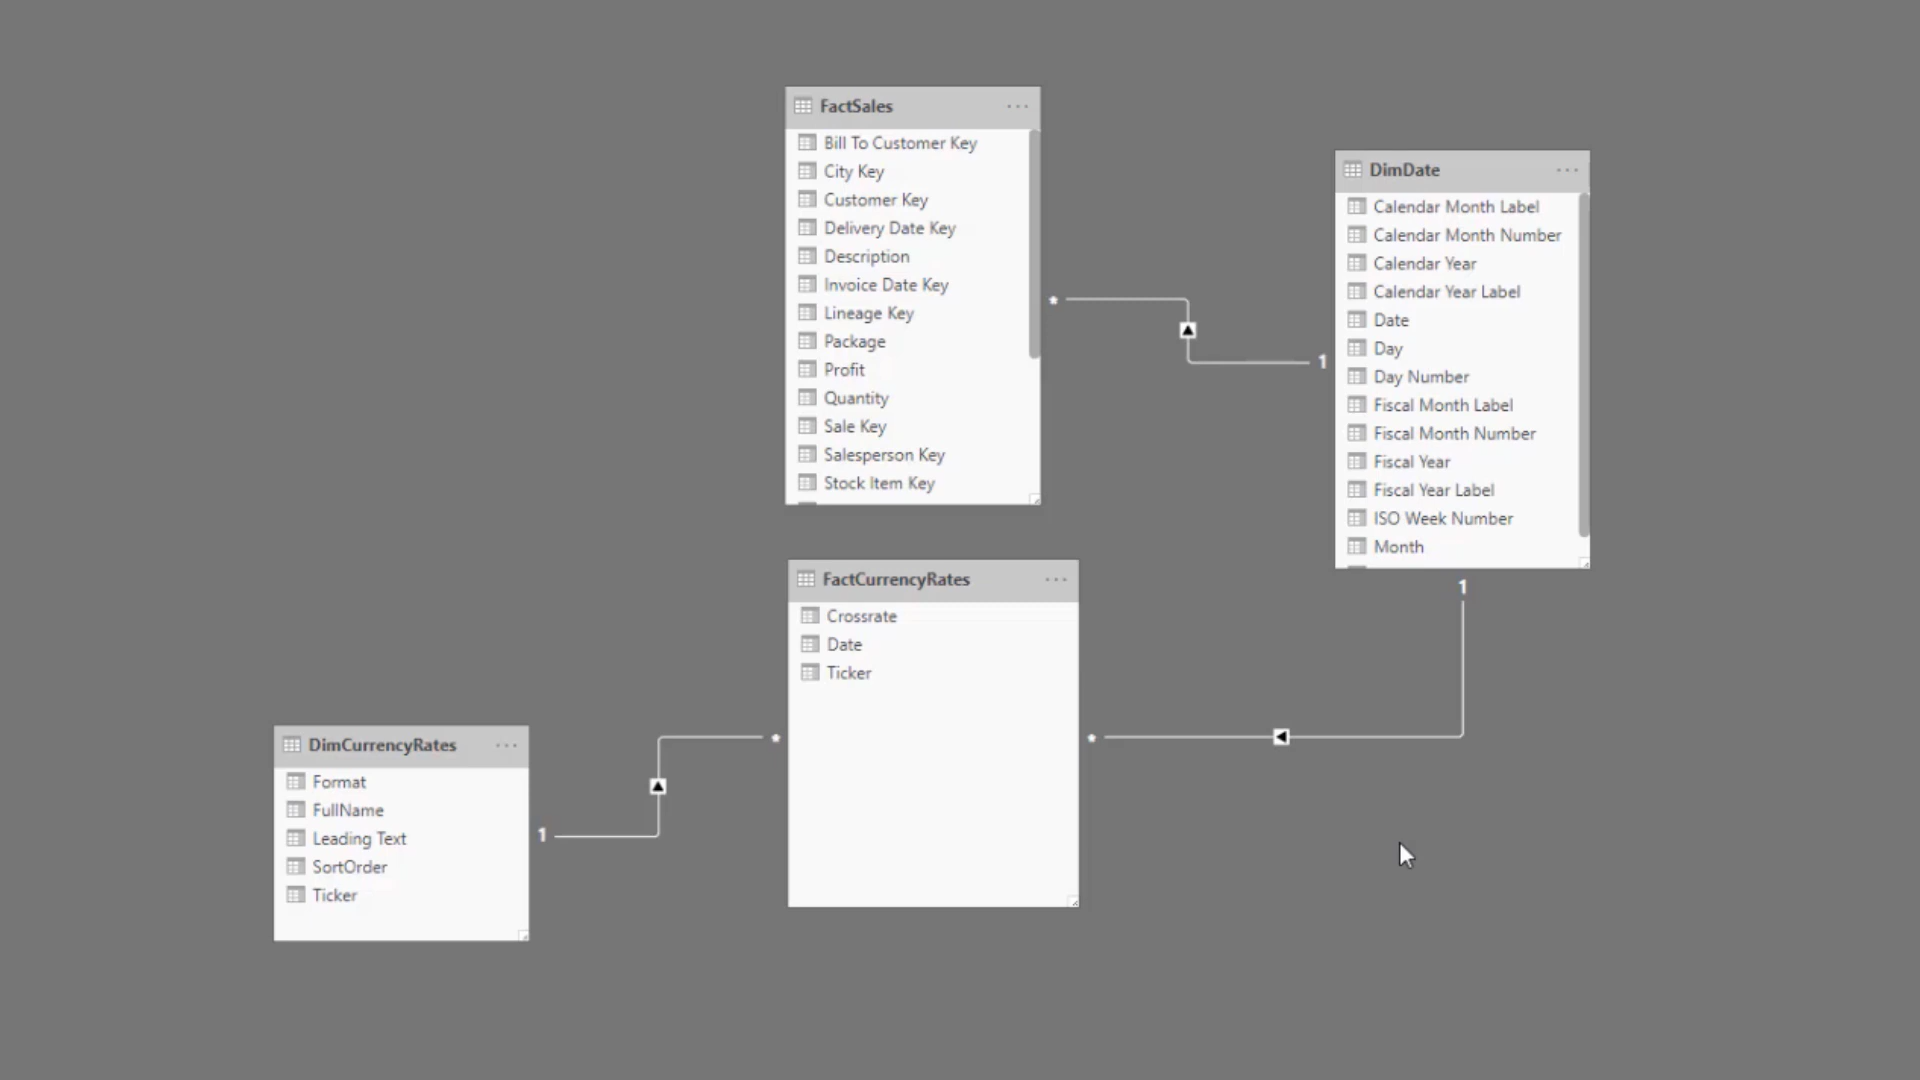 FactSales
Bill To Customer Key
City Key
Customer Key
Delivery Date Key
Description
Invoice Date Key
Lineage Key
Package
Profit
Quantity
Sale Key
Salesperson Key
Stock Item Key
*
1
DimDate
Calendar Month Label
Calendar Month Number
Calendar Year
Calendar Year Label
Date
Day
Day Number
Fiscal Month Label
Fiscal Month Number
Fiscal Year
Fiscal Year Label
ISO Week Number
Month
1
FactCurrencyRates
Crossrate
Date
Ticker
*
*
DimCurrencyRates
Format
FullName
Leading Text
SortOrder
Ticker
1